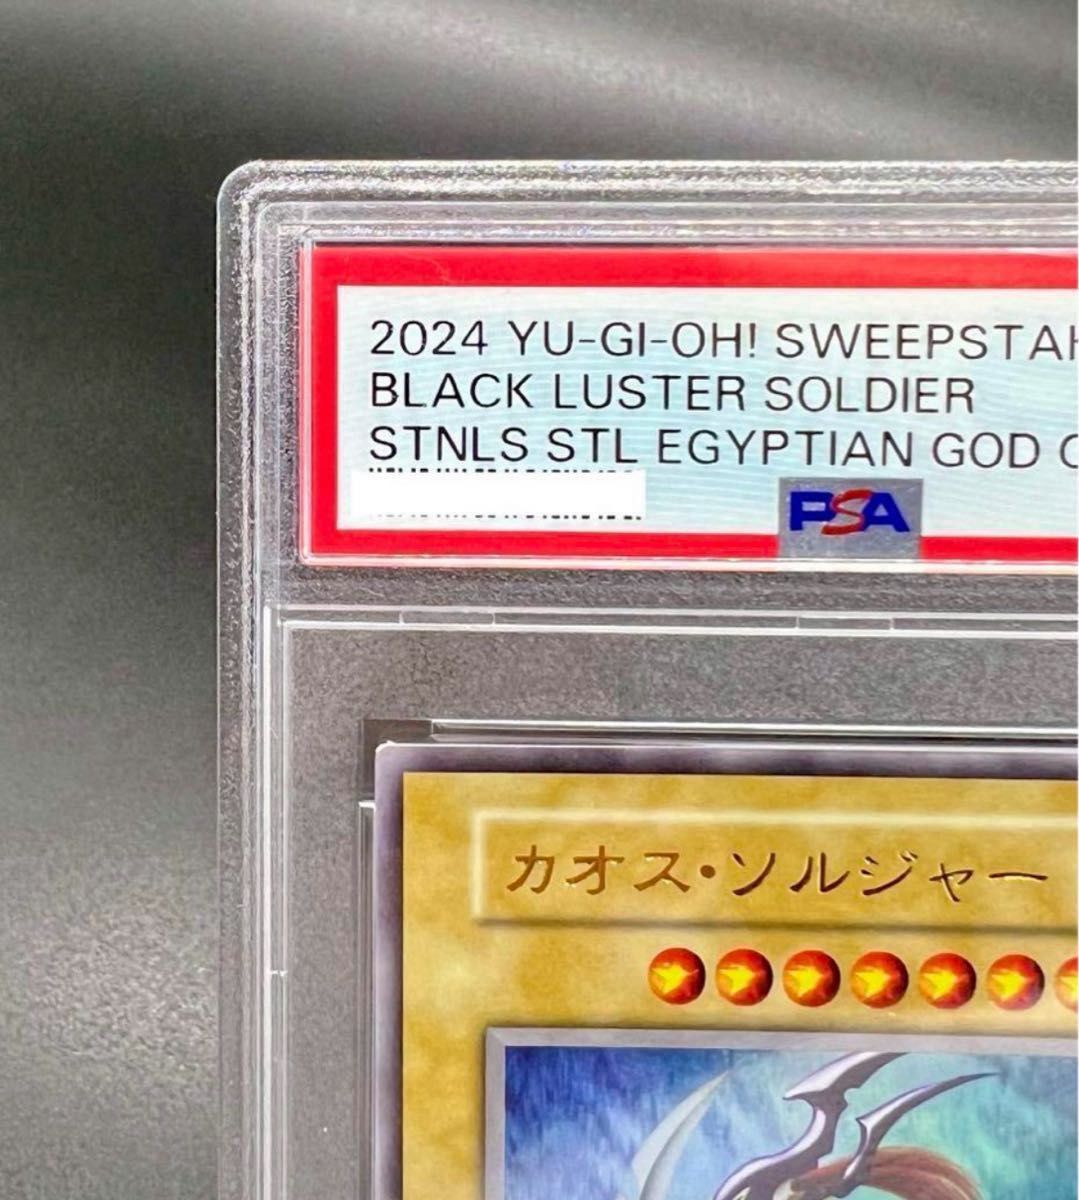 2024 YU-GI-OH! SWEEPSTA
BLACK LUSTER SOLDIER
STNLS STL EGYPTIAN GOD
PSA
カオス・ソルジャー